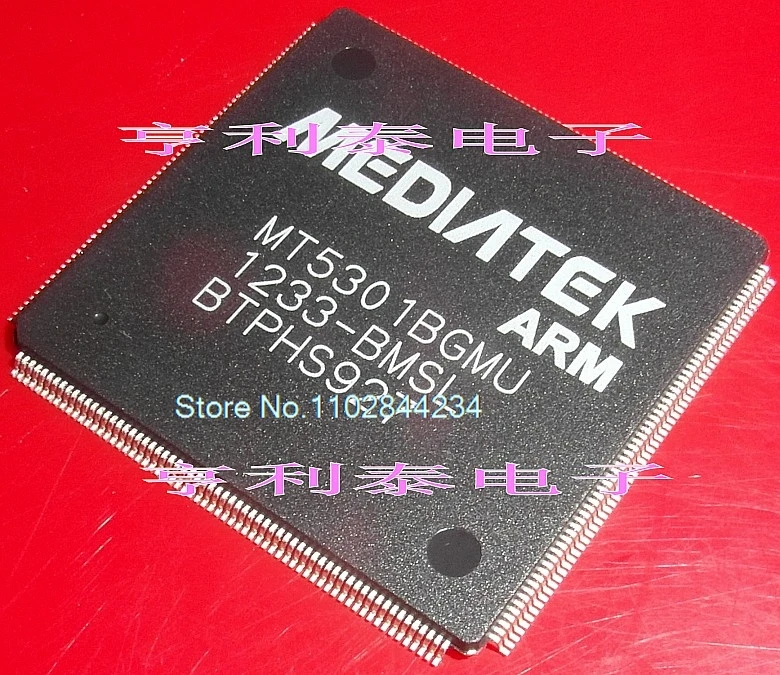 亨利泰电子
MEDIATEK
ARM
MT5301BGMU
1233-BMSL
Store No.1102844234
亨利泰电子